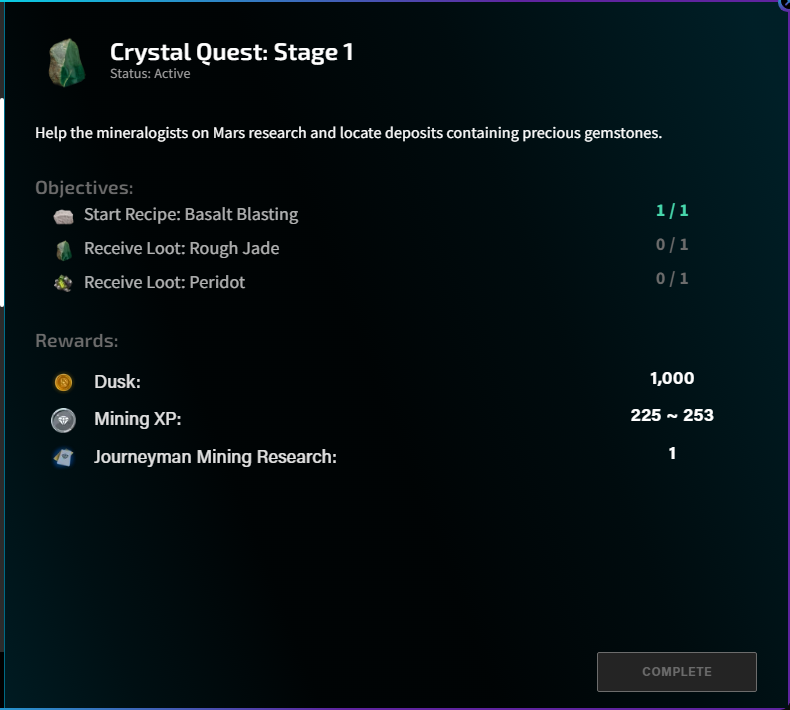 Crystal Quest: Stage 1
Status: Active
Help the mineralogists on Mars research and locate deposits containing precious gemstones.
Objectives:
Start Recipe: Basalt Blasting 1 / 1
Receive Loot: Rough Jade 0 / 1
Receive Loot: Peridot 0 / 1
Rewards:
Dusk: 1,000
Mining XP: 225 ~ 253
Journeyman Mining Research: 1
COMPLETE